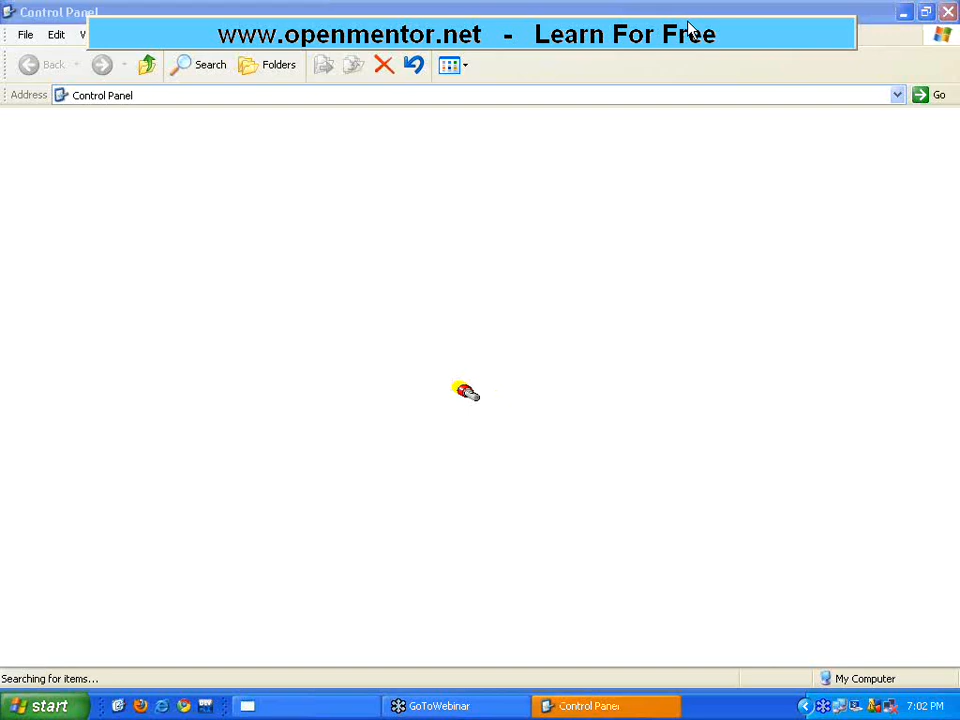 Control Panel
File Edit
www.openmentor.net - Learn For Free
Back Search Folders
Address Control Panel Go
Searching for items... My Computer
start GoToWebinar Control Panel 7:02 PM